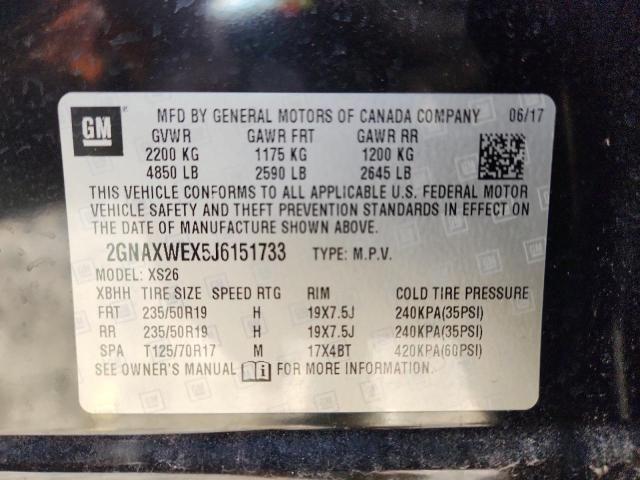 GM
MFD BY GENERAL MOTORS OF CANADA COMPANY 06/17
GVWR GAWR FRT GAWR RR
2200 KG 1175 KG 1200 KG
4850 LB 2590 LB 2645 LB
THIS VEHICLE CONFORMS TO ALL APPLICABLE U.S. FEDERAL MOTOR
VEHICLE SAFETY AND THEFT PREVENTION STANDARDS IN EFFECT ON
THE DATE OF MANUFACTURE SHOWN ABOVE.
2GNAXWEX5J6151733 TYPE: M.P.V.
MODEL: XS26
XBHH TIRE SIZE SPEED RTG RIM COLD TIRE PRESSURE
FRT 235/50R19 H 19X7.5J 240KPA(35PSI)
RR 235/50R19 H 19X7.5J 240KPA(35PSI)
SPA T125/70R17 M 17X4BT 420KPA(60PSI)
SEE OWNER'S MANUAL i FOR MORE INFORMATION.